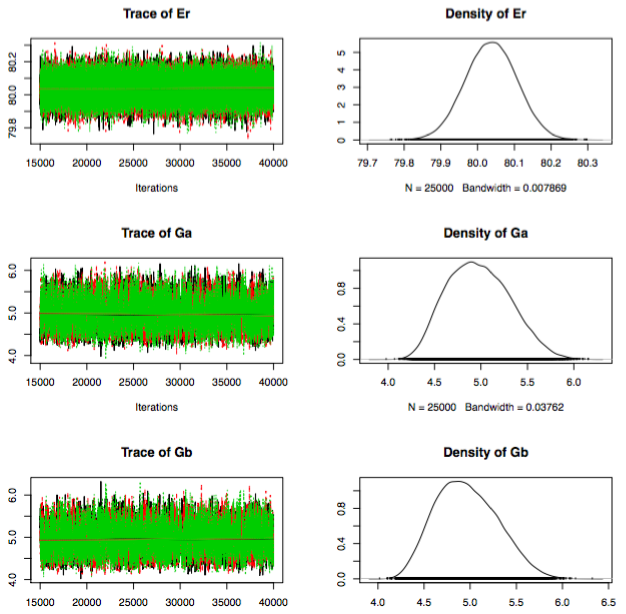 Trace of Er
79.8 80.0 80.2
15000 20000 25000 30000 35000 40000
Iterations
Density of Er
0 1 2 3 4 5
79.7 79.8 79.9 80.0 80.1 80.2 80.3
N = 25000 Bandwidth = 0.007869
Trace of Ga
4.0 5.0 6.0
15000 20000 25000 30000 35000 40000
Iterations
Density of Ga
0.0 0.4 0.8
4.0 4.5 5.0 5.5 6.0
N = 25000 Bandwidth = 0.03762
Trace of Gb
4.0 5.0 6.0
15000 20000 25000 30000 35000 40000
Density of Gb
0.0 0.4 0.8
4.0 4.5 5.0 5.5 6.0 6.5